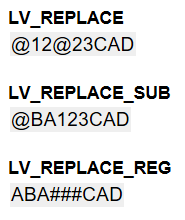 LV_REPLACE
@12@23CAD
LV_REPLACE_SUB
@BA123CAD
LV_REPLACE_REG
ABA###CAD